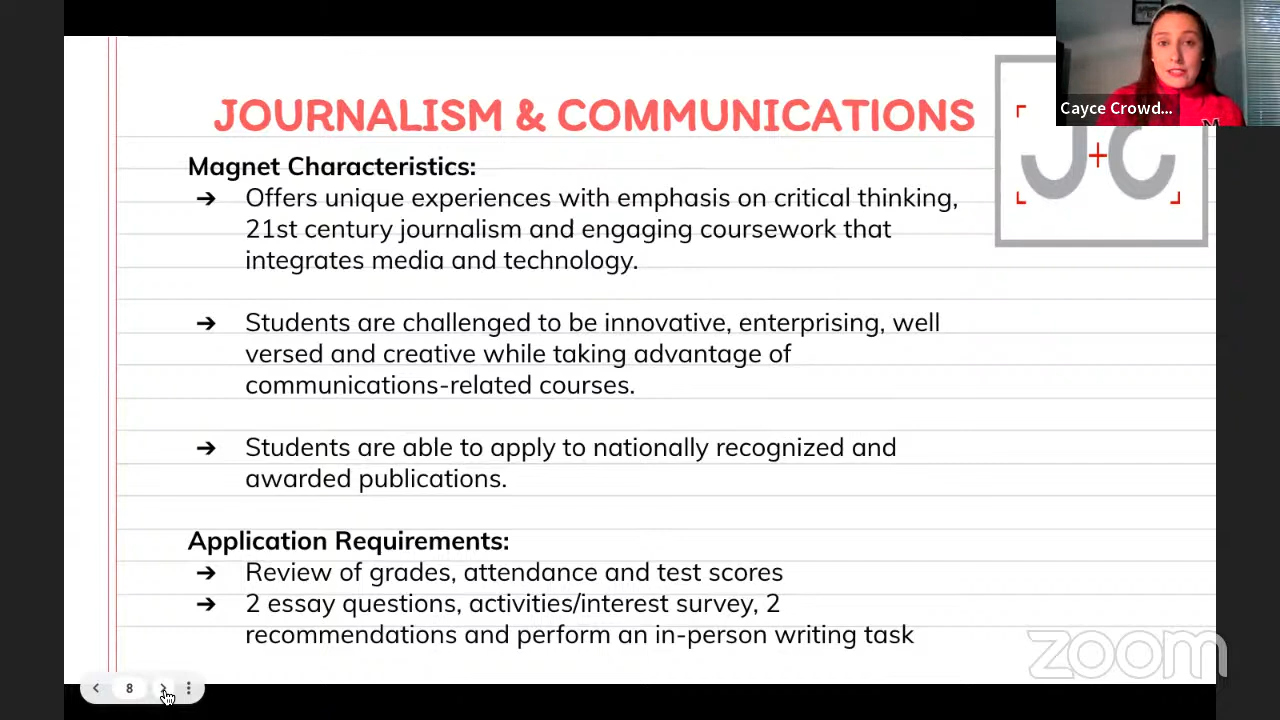 JOURNALISM & COMMUNICATIONS
Cayce Crowd...
J+C
Magnet Characteristics:
➔ Offers unique experiences with emphasis on critical thinking,
21st century journalism and engaging coursework that
integrates media and technology.
➔ Students are challenged to be innovative, enterprising, well
versed and creative while taking advantage of
communications-related courses.
➔ Students are able to apply to nationally recognized and
awarded publications.
Application Requirements:
➔ Review of grades, attendance and test scores
➔ 2 essay questions, activities/interest survey, 2
recommendations and perform an in-person writing task
zoom
8